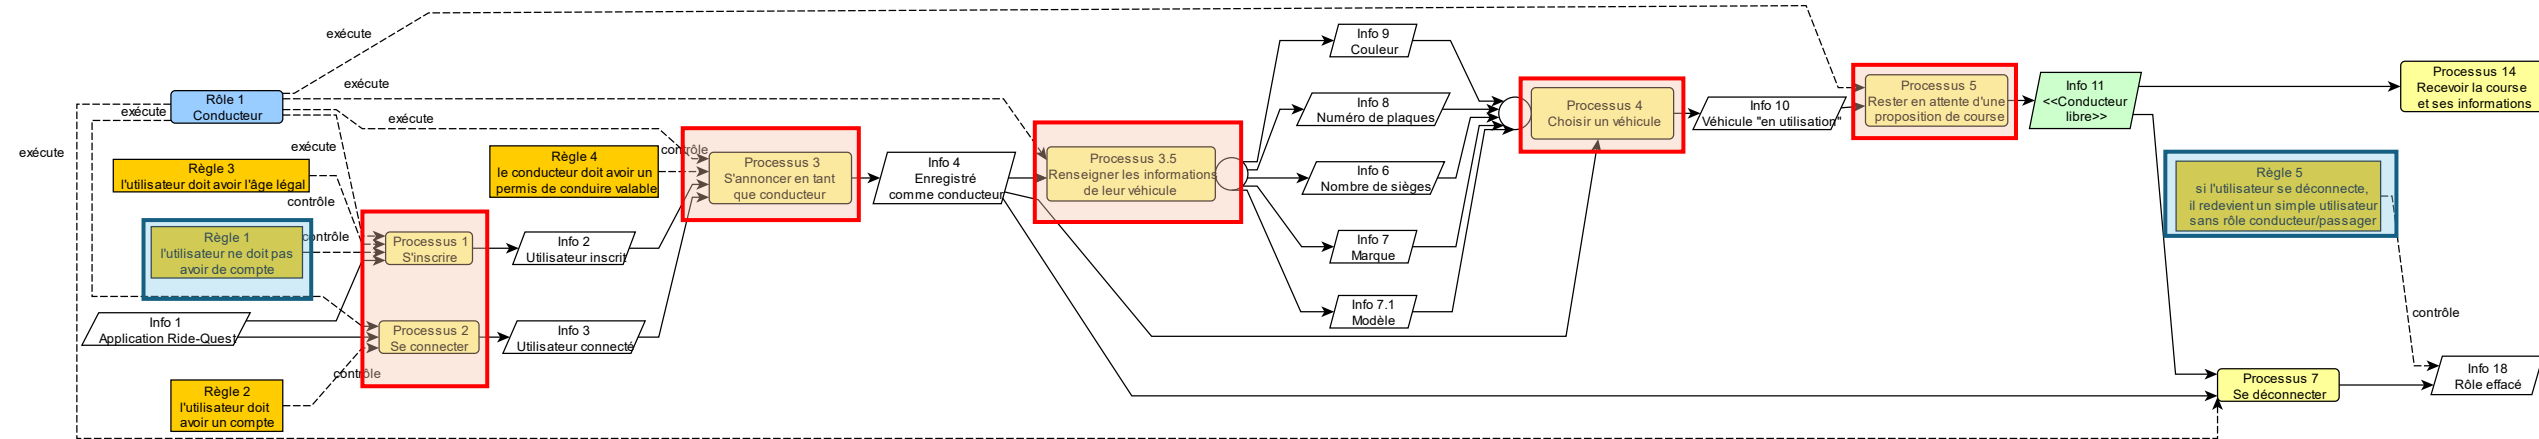 exécute
exécute
exécute
exécute
exécute
exécute
Rôle 1
Conducteur
Règle 3
l'utilisateur doit avoir l'âge légal
contrôle
Règle 1
l'utilisateur ne doit pas
avoir de compte
contrôle
Info 1
Application Ride-Quest
Règle 2
l'utilisateur doit
avoir un compte
contrôle
Processus 1
S'inscrire
Processus 2
Se connecter
Info 2
Utilisateur inscrit
Info 3
Utilisateur connecté
Règle 4
le conducteur doit avoir un
permis de conduire valable
contrôle
Processus 3
S'annoncer en tant
que conducteur
Info 4
Enregistré
comme conducteur
Processus 3.5
Renseigner les informations
de leur véhicule
Info 9
Couleur
Info 8
Numéro de plaques
Info 6
Nombre de sièges
Info 7
Marque
Info 7.1
Modèle
Processus 4
Choisir un véhicule
Info 10
Véhicule "en utilisation"
Processus 5
Rester en attente d'une
proposition de course
Info 11
<<Conducteur
libre>>
Processus 14
Recevoir la course
et ses informations
Règle 5
si l'utilisateur se déconnecte,
il redevient un simple utilisateur
sans rôle conducteur/passager
contrôle
Processus 7
Se déconnecter
Info 18
Rôle effacé